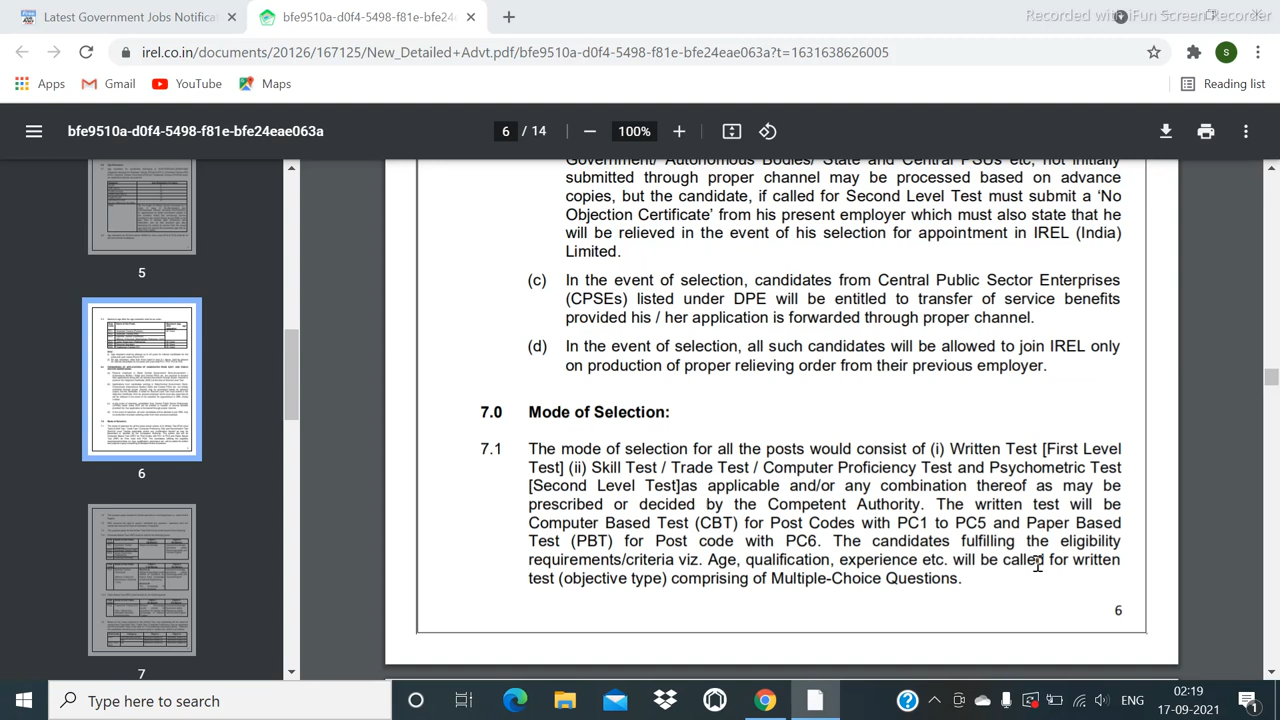 Latest Government Jobs Notificat
bfe9510a-d0f4-5498-f81e-bfe24
Recorded with iFun Screen Recorder
irel.co.in/documents/20126/167125/New_Detailed+Advt.pdf/bfe9510a-d0f4-5498-f81e-bfe24eae063a?t=1631638626005
S
Apps
Gmail
YouTube
Maps
Reading list
bfe9510a-d0f4-5498-f81e-bfe24eae063a
6 / 14
100%
5
6
7
Government/ Autonomous Bodies/ State and Central PSUs etc, not initially
submitted through proper channel may be processed based on advance
copies, but the candidate, if called for Second Level Test must submit a ‘No
Objection Certificate’ from his present employer which must also state that he
will be relieved in the event of his selection for appointment in IREL (India)
Limited.
(c) In the event of selection, candidates from Central Public Sector Enterprises
(CPSEs) listed under DPE will be entitled to transfer of service benefits
provided his / her application is forwarded through proper channel.
(d) In the event of selection, all such candidates will be allowed to join IREL only
on production of proper relieving order from their previous employer.
7.0 Mode of Selection:
7.1 The mode of selection for all the posts would consist of (i) Written Test [First Level
Test] (ii) Skill Test / Trade Test / Computer Proficiency Test and Psychometric Test
[Second Level Test]as applicable and/or any combination thereof as may be
prescribed or decided by the Competent Authority. The written test will be
Computer Based Test (CBT) for Post Codes with PC1 to PC5 and Paper Based
Test (PBT) for Post code with PC6. The candidates fulfilling the eligibility
requirements/criteria viz. Age, qualification, experience etc. will be called for written
test (objective type) comprising of Multiple-Choice Questions.
6
Type here to search
ENG
02:19
17-09-2021
1